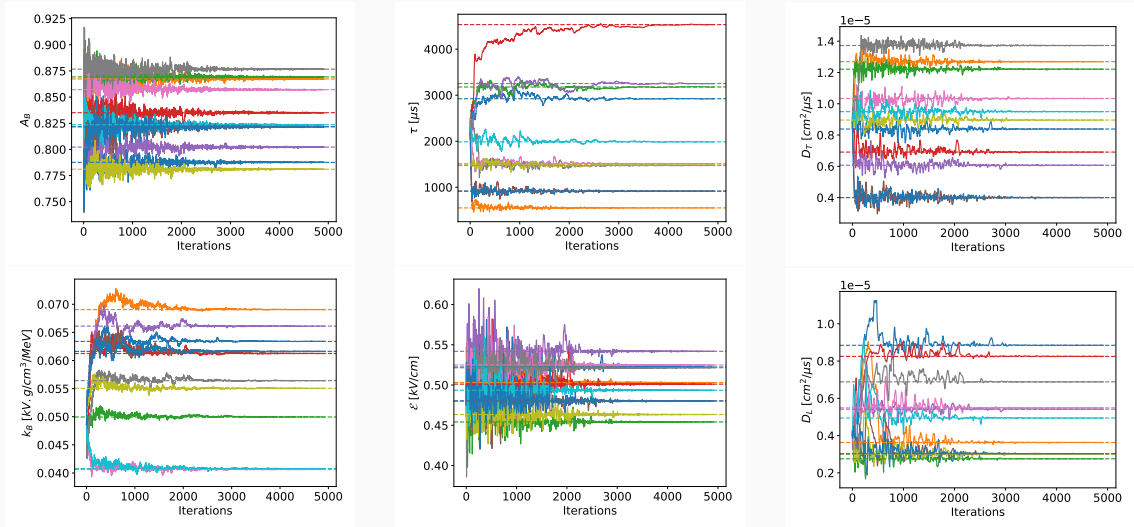 0.925
0.900
0.875
0.850
0.825
0.800
0.775
0.750
A_B
0 1000 2000 3000 4000 5000
Iterations
4000
3000
2000
1000
τ [μs]
0 1000 2000 3000 4000 5000
Iterations
1e−5
1.4
1.2
1.0
0.8
0.6
0.4
D_T [cm²/μs]
0 1000 2000 3000 4000 5000
Iterations
0.070
0.065
0.060
0.055
0.050
0.045
0.040
k_B [kV, g/cm³/MeV]
0 1000 2000 3000 4000 5000
Iterations
0.60
0.55
0.50
0.45
0.40
ℰ [kV/cm]
0 1000 2000 3000 4000 5000
Iterations
1e−5
1.0
0.8
0.6
0.4
0.2
D_L [cm²/μs]
0 1000 2000 3000 4000 5000
Iterations